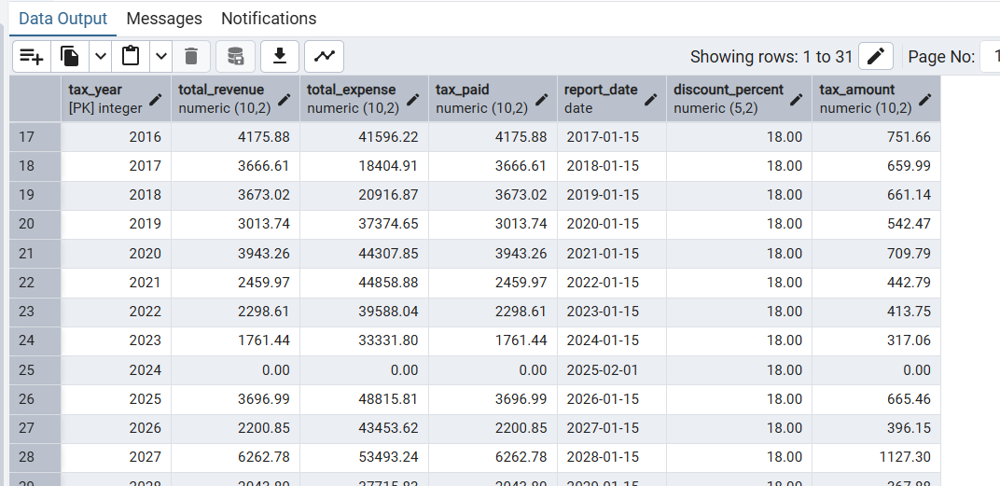 Data Output Messages Notifications
Showing rows: 1 to 31 Page No: 1
tax_year total_revenue total_expense tax_paid report_date discount_percent tax_amount
[PK] integer numeric (10,2) numeric (10,2) numeric (10,2) date numeric (5,2) numeric (10,2)
17 2016 4175.88 41596.22 4175.88 2017-01-15 18.00 751.66
18 2017 3666.61 18404.91 3666.61 2018-01-15 18.00 659.99
19 2018 3673.02 20916.87 3673.02 2019-01-15 18.00 661.14
20 2019 3013.74 37374.65 3013.74 2020-01-15 18.00 542.47
21 2020 3943.26 44307.85 3943.26 2021-01-15 18.00 709.79
22 2021 2459.97 44858.88 2459.97 2022-01-15 18.00 442.79
23 2022 2298.61 39588.04 2298.61 2023-01-15 18.00 413.75
24 2023 1761.44 33331.80 1761.44 2024-01-15 18.00 317.06
25 2024 0.00 0.00 0.00 2025-02-01 18.00 0.00
26 2025 3696.99 48815.81 3696.99 2026-01-15 18.00 665.46
27 2026 2200.85 43453.62 2200.85 2027-01-15 18.00 396.15
28 2027 6262.78 53493.24 6262.78 2028-01-15 18.00 1127.30